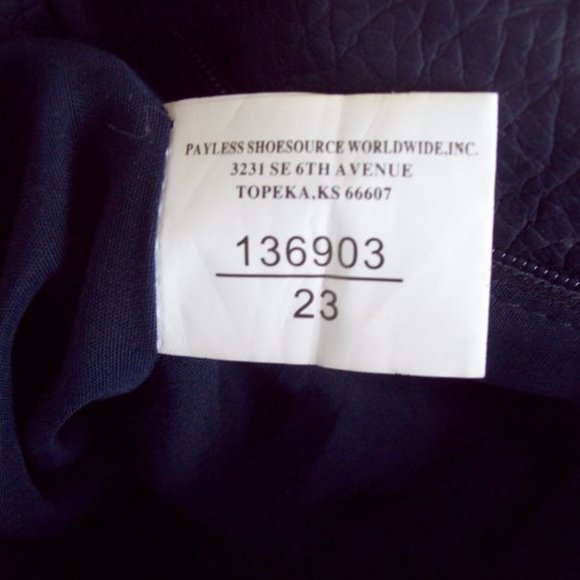 PAYLESS SHOESOURCE WORLDWIDE,INC.
3231 SE 6TH AVENUE
TOPEKA,KS 66607
136903
23